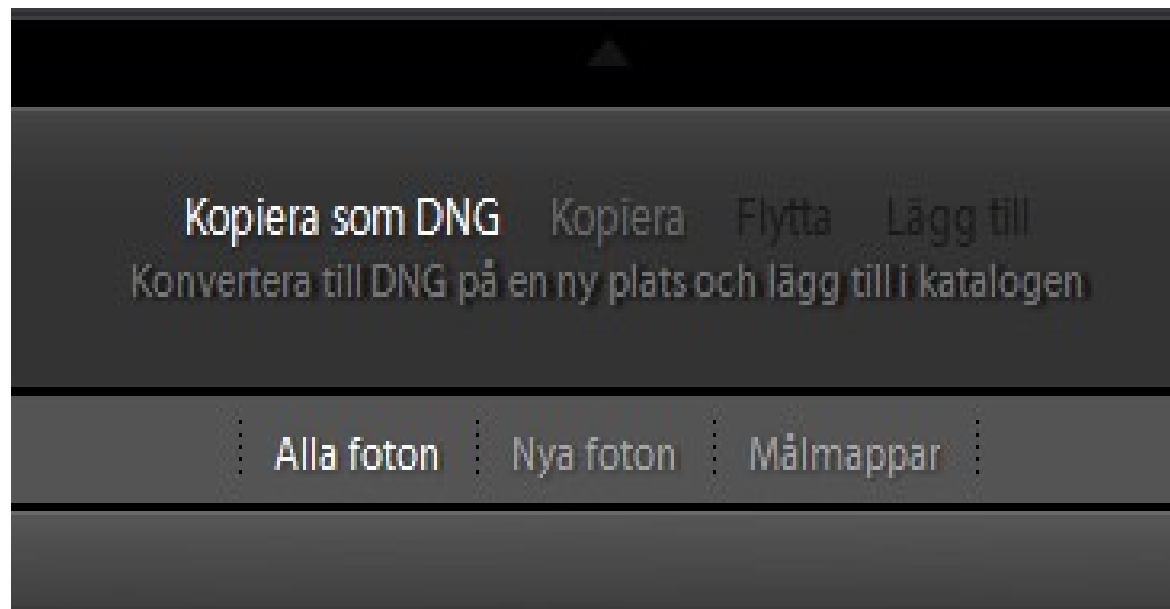 Kopiera som DNG Kopiera Flytta Lägg till
Konvertera till DNG på en ny plats och lägg till i katalogen
Alla foton Nya foton Målmappar